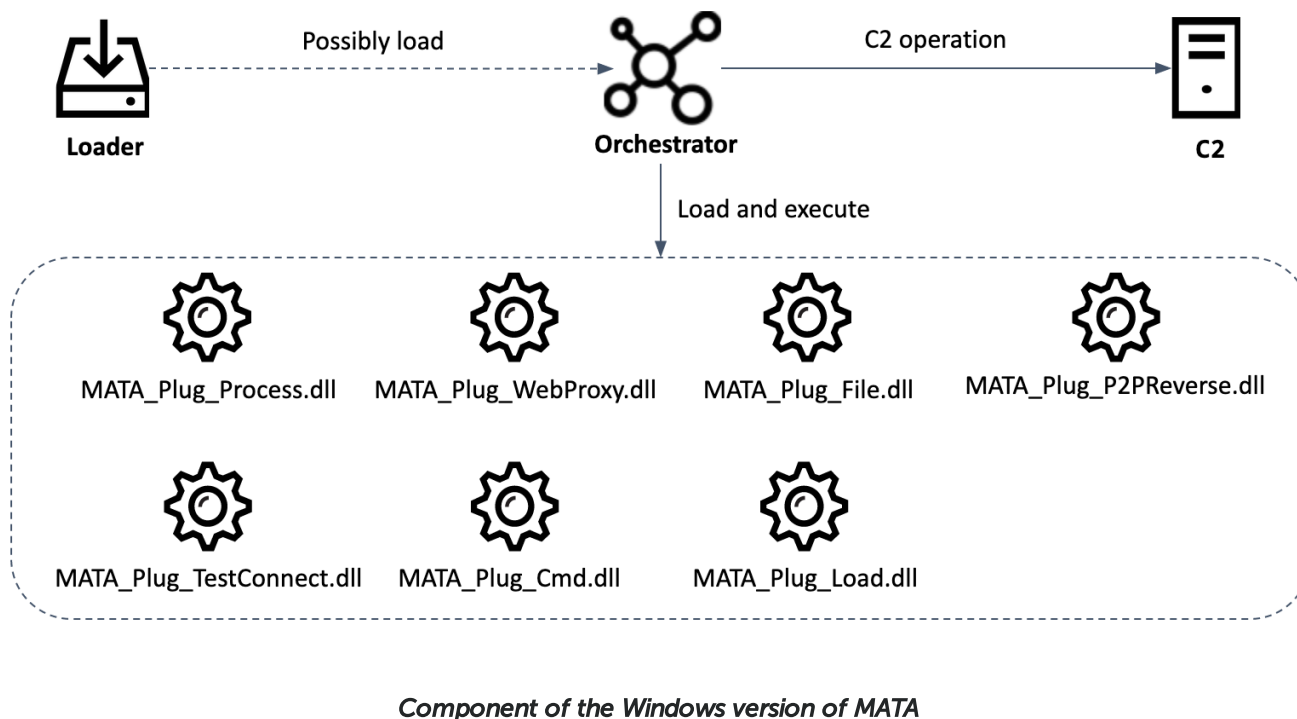 Possibly load
C2 operation
Loader
Orchestrator
C2
Load and execute
MATA_Plug_Process.dll
MATA_Plug_WebProxy.dll
MATA_Plug_File.dll
MATA_Plug_P2PReverse.dll
MATA_Plug_TestConnect.dll
MATA_Plug_Cmd.dll
MATA_Plug_Load.dll
Component of the Windows version of MATA